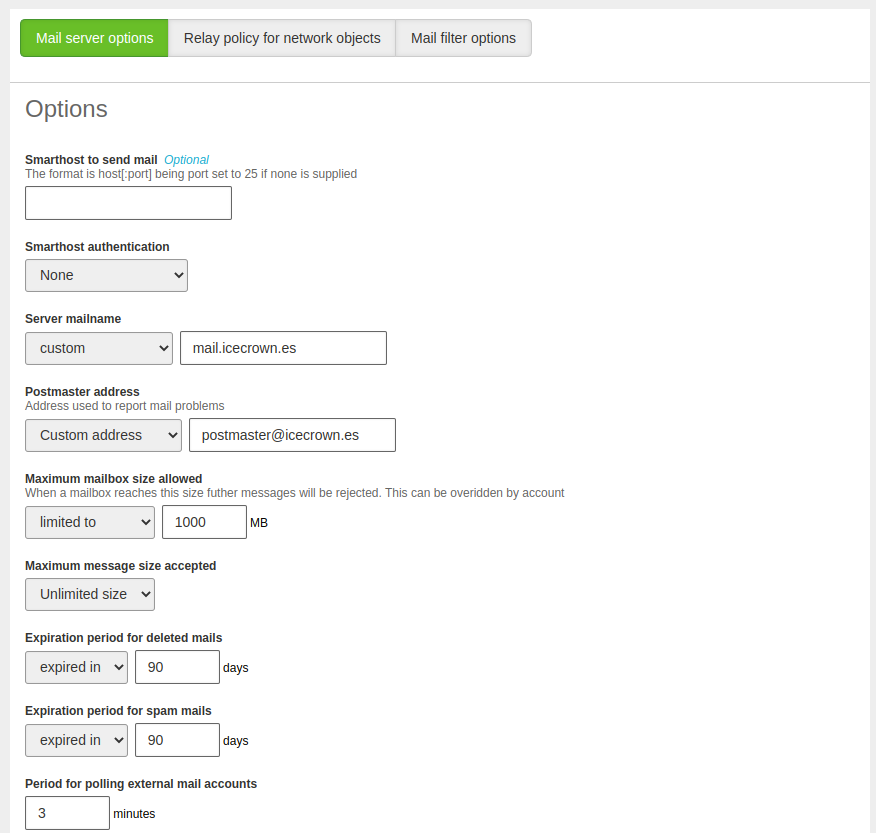 Mail server options Relay policy for network objects Mail filter options
Options
Smarthost to send mail Optional
The format is host[:port] being port set to 25 if none is supplied
Smarthost authentication
None
Server mailname
custom mail.icecrown.es
Postmaster address
Address used to report mail problems
Custom address postmaster@icecrown.es
Maximum mailbox size allowed
When a mailbox reaches this size futher messages will be rejected. This can be overidden by account
limited to 1000 MB
Maximum message size accepted
Unlimited size
Expiration period for deleted mails
expired in 90 days
Expiration period for spam mails
expired in 90 days
Period for polling external mail accounts
3 minutes